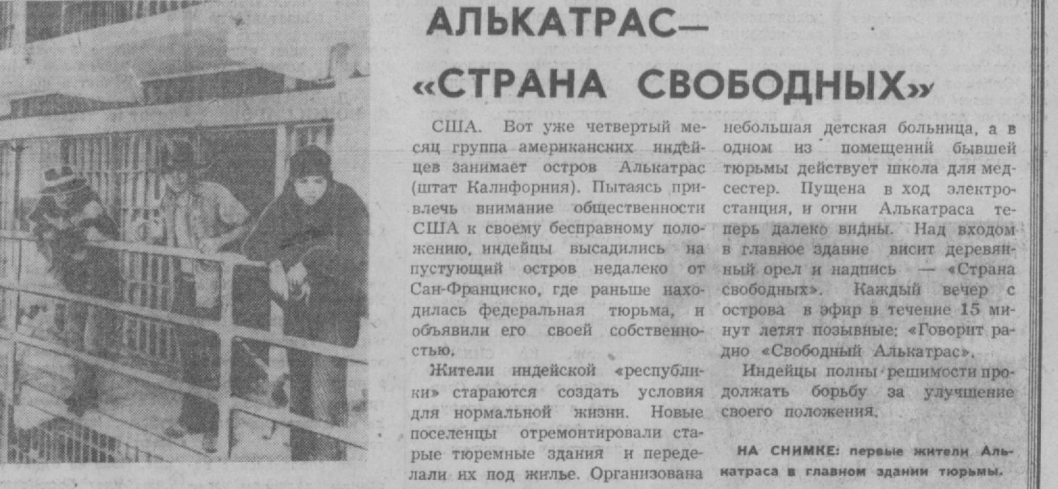 АЛЬКАТРАС—
«СТРАНА СВОБОДНЫХ»
США. Вот уже четвертый ме-
сяц группа американских индей-
цев занимает остров Алькатрас
(штат Калифорния). Пытаясь при-
влечь внимание общественности
США к своему бесправному поло-
жению, индейцы высадились на
пустующий остров недалеко от
Сан-Франциско, где раньше нахо-
дилась федеральная тюрьма, и
объявили его своей собственно-
стью.
Жители индейской «республи-
ки» стараются создать условия
для нормальной жизни. Новые
поселенцы отремонтировали ста-
рые тюремные здания и переде-
лали их под жилье. Организована
небольшая детская больница, а в
одном из помещений бывшей
тюрьмы действует школа для мед-
сестер. Пущена в ход электро-
станция, и огни Алькатраса те-
перь далеко видны. Над входом
в главное здание висит деревян-
ный орел и надпись — «Страна
свободных». Каждый вечер с
острова в эфир в течение 15 ми-
нут летят позывные: «Говорит ра-
дио «Свободный Алькатрас».
Индейцы полны решимости про-
должать борьбу за улучшение
своего положения.
НА СНИМКЕ: первые жители Аль-
катраса в главном здании тюрьмы.